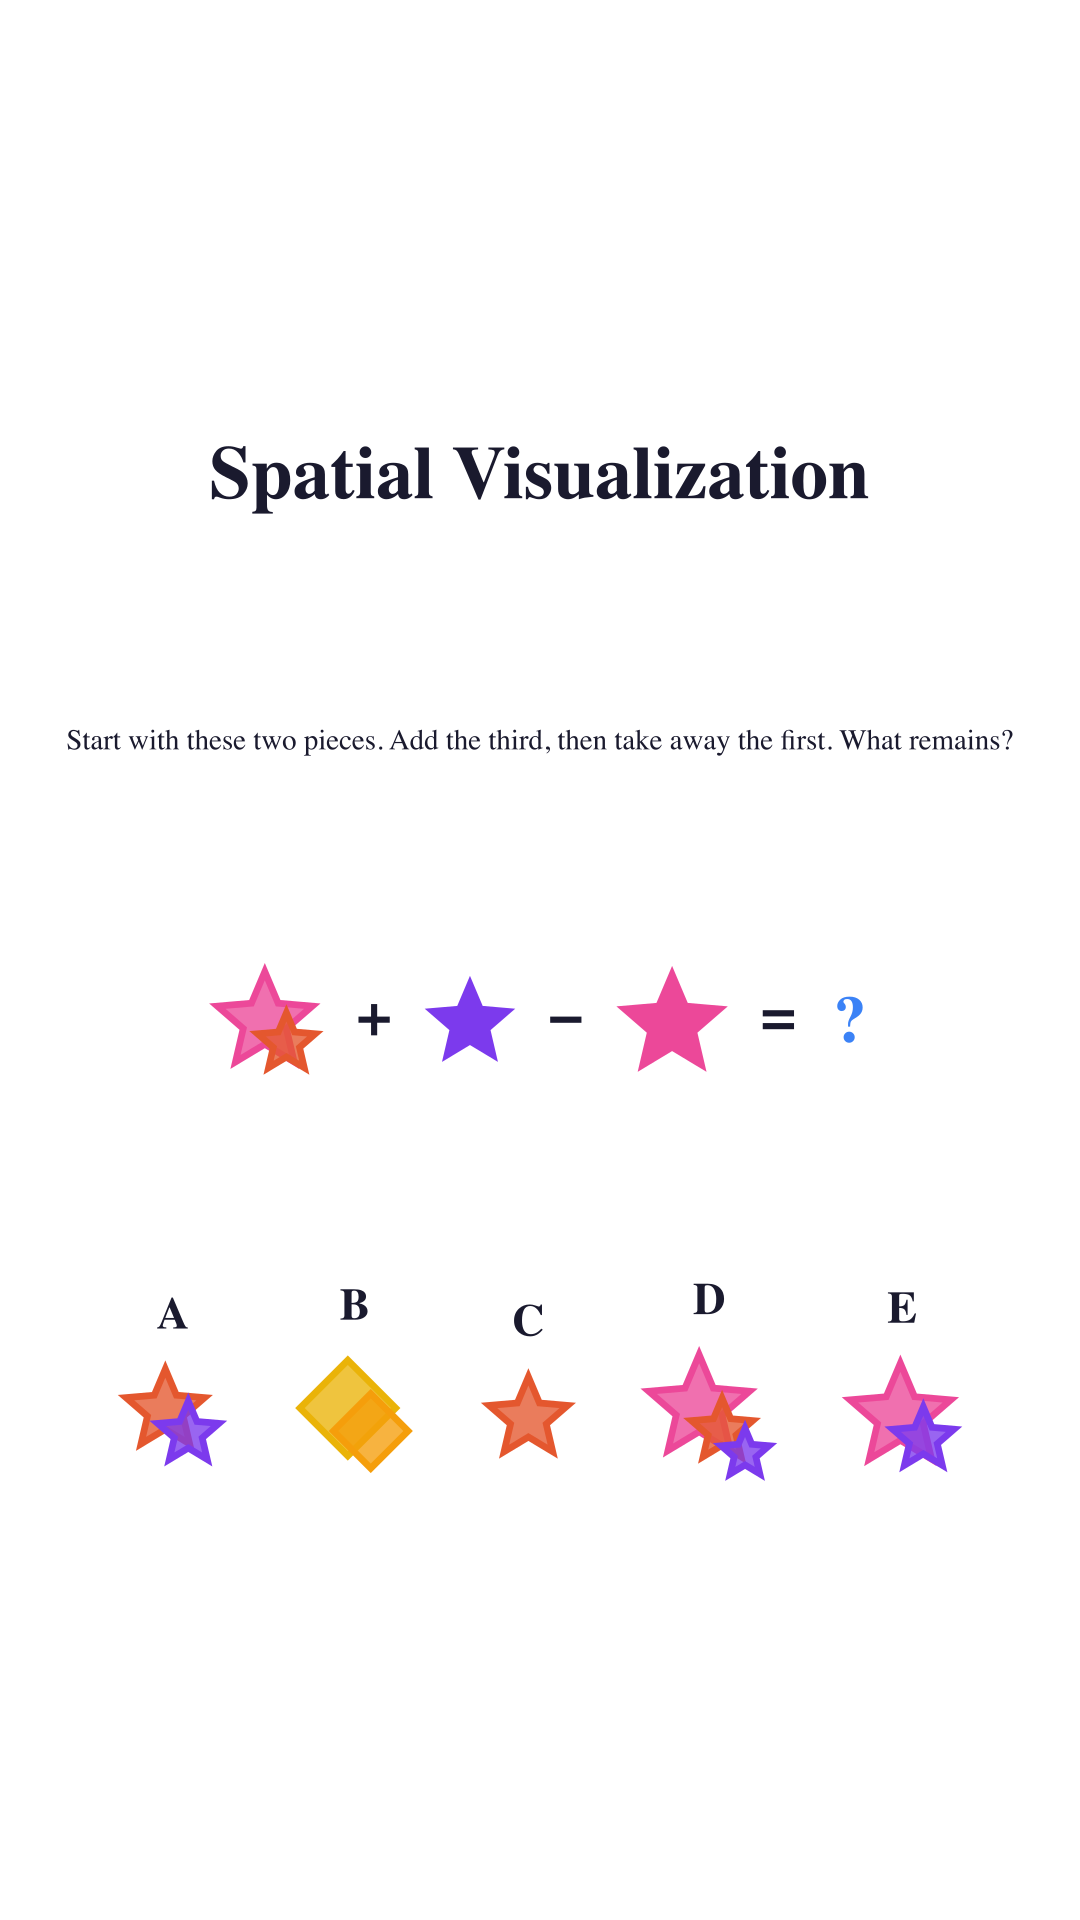 Spatial Visualization
Start with these two pieces. Add the third, then take away the first. What remains?
+ − = ?
A B C D E